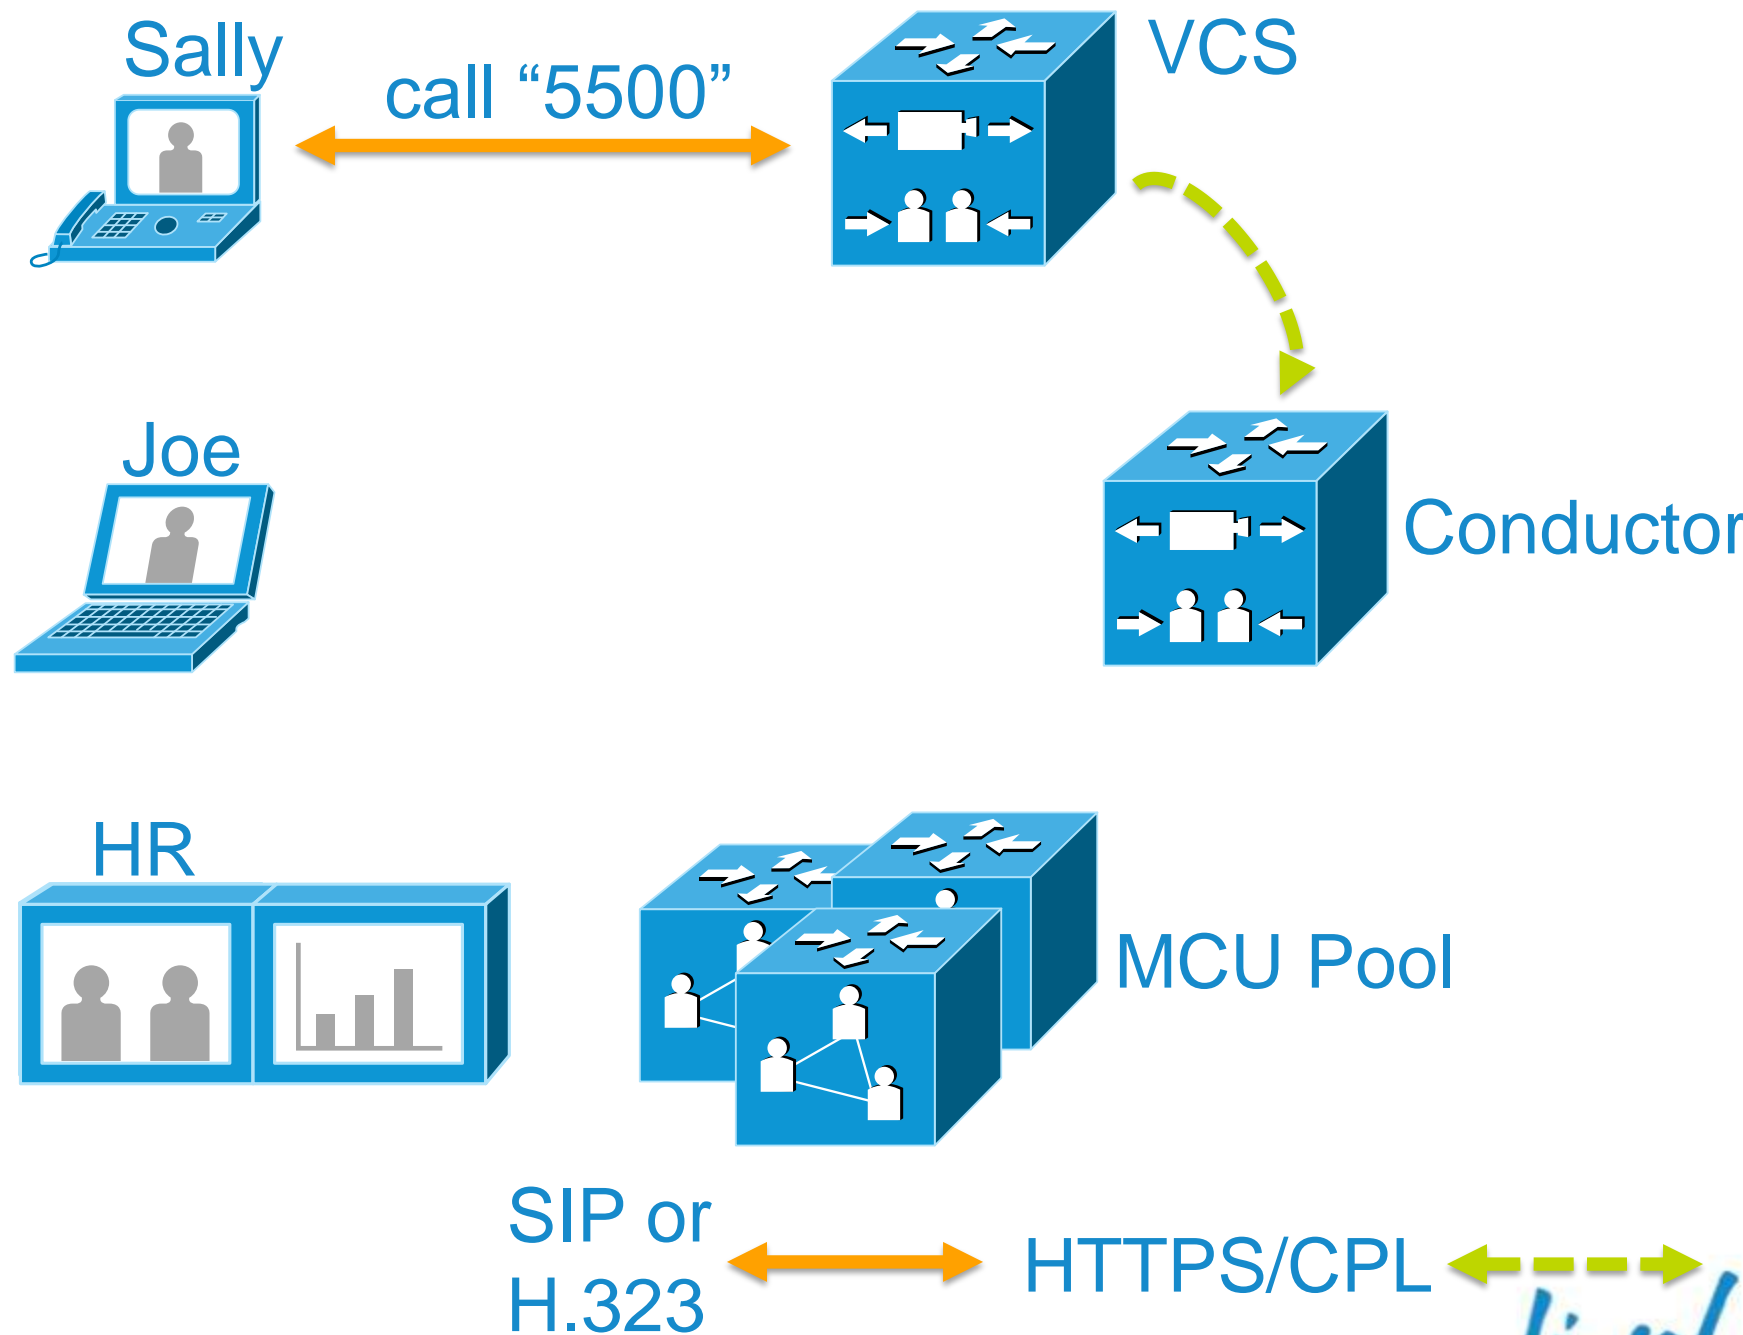 Sally
call “5500”
VCS
Joe
Conductor
HR
MCU Pool
SIP or
H.323
HTTPS/CPL